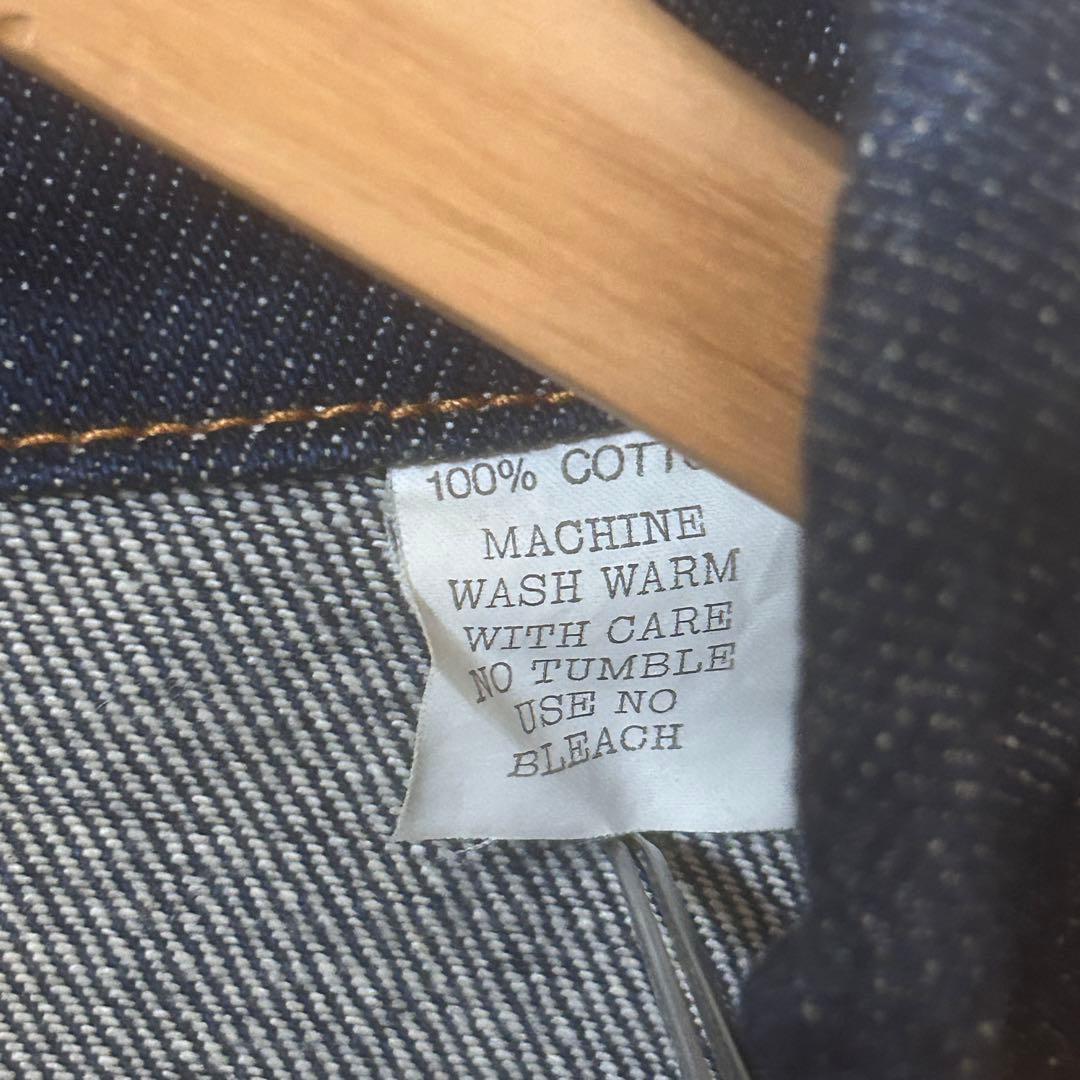 100% COTTO
MACHINE
WASH WARM
WITH CARE
NO TUMBLE
USE NO
BLEACH